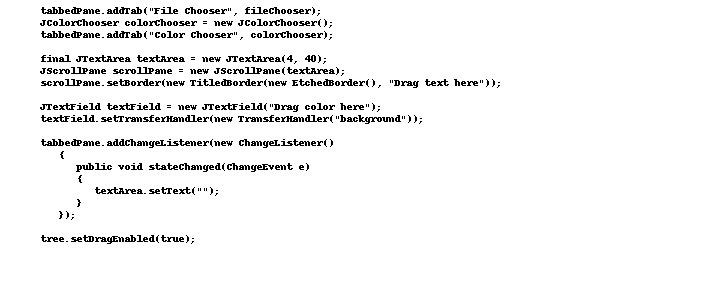 tabbedPane.addTab("File Chooser", fileChooser);
JColorChooser colorChooser = new JColorChooser();
tabbedPane.addTab("Color Chooser", colorChooser);

final JTextArea textArea = new JTextArea(4, 40);
JScrollPane scrollPane = new JScrollPane(textArea);
scrollPane.setBorder(new TitledBorder(new EtchedBorder(), "Drag text here"));

JTextField textField = new JTextField("Drag color here");
textField.setTransferHandler(new TransferHandler("background"));

tabbedPane.addChangeListener(new ChangeListener()
   {
      public void stateChanged(ChangeEvent e)
      {
         textArea.setText("");
      }
   });

tree.setDragEnabled(true);